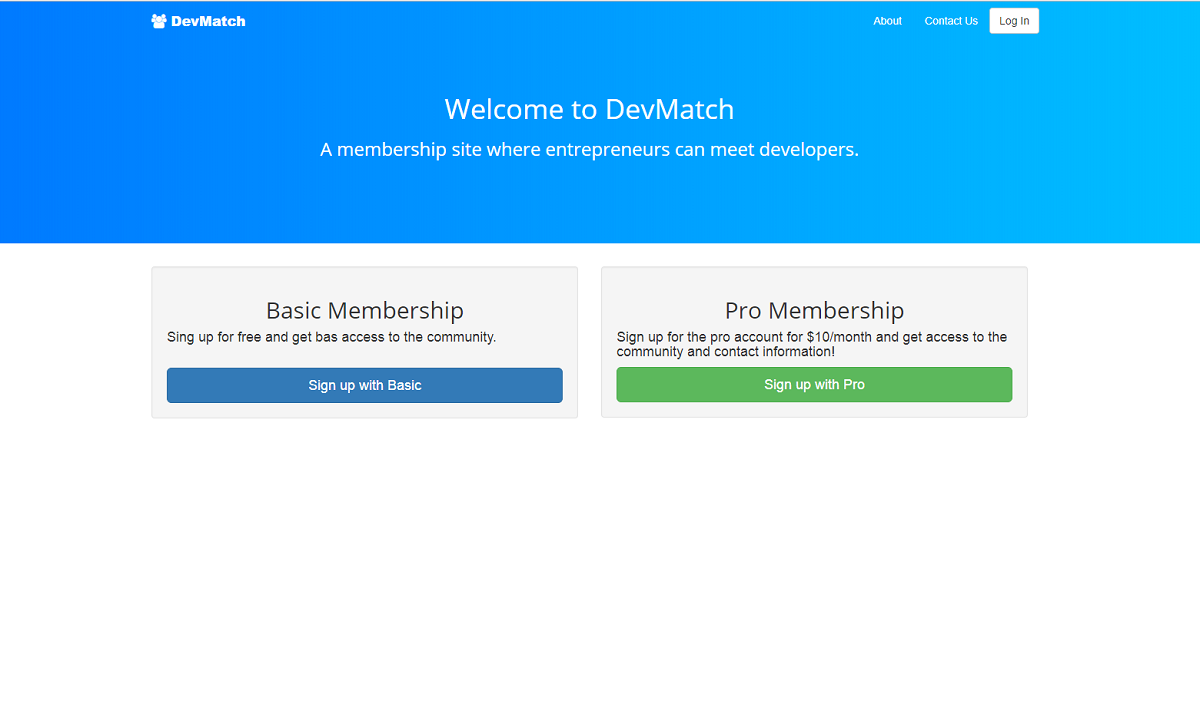 DevMatch
About
Contact Us
Log In
Welcome to DevMatch
A membership site where entrepreneurs can meet developers.
Basic Membership
Sing up for free and get bas access to the community.
Sign up with Basic
Pro Membership
Sign up for the pro account for $10/month and get access to the
community and contact information!
Sign up with Pro